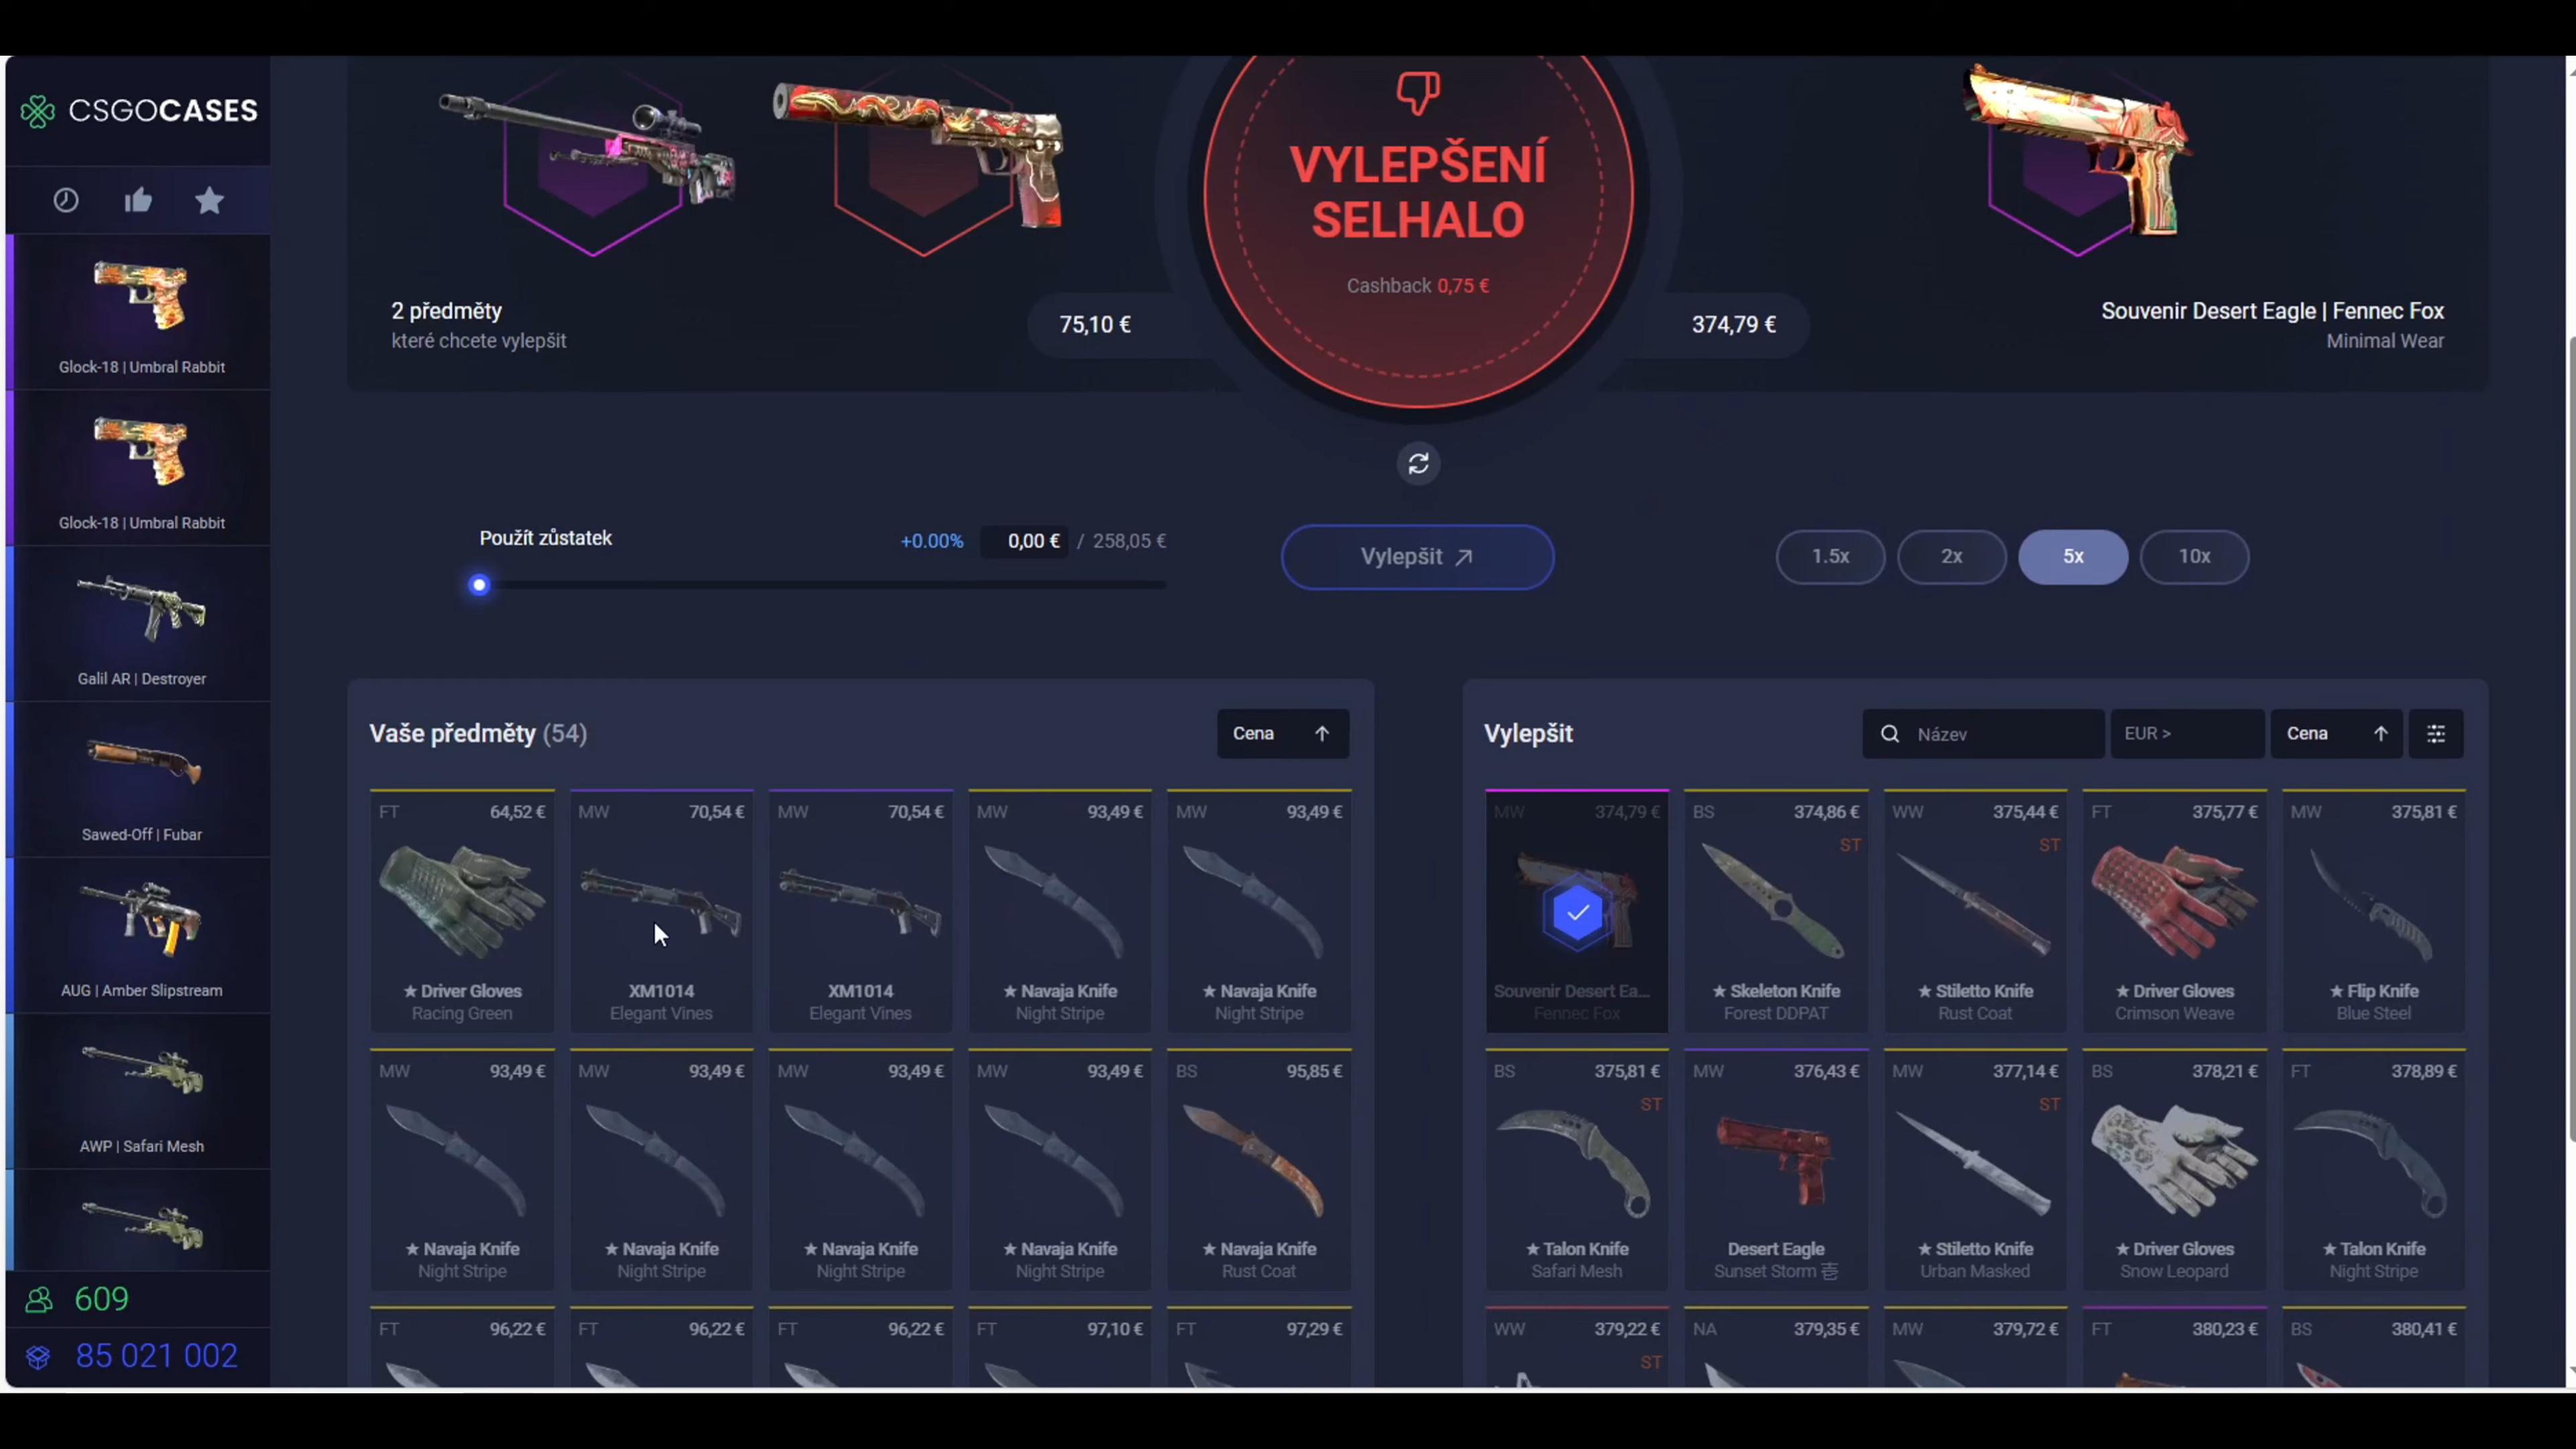 CSGOCASES
Glock-18 | Umbral Rabbit
Glock-18 | Umbral Rabbit
Galil AR | Destroyer
Sawed-Off | Fubar
AUG | Amber Slipstream
AWP | Safari Mesh
609
85 021 002
VYLEPŠENÍ
SELHALO
Cashback 0,75 €
2 předměty
které chcete vylepšit
75,10 €
374,79 €
Souvenir Desert Eagle | Fennec Fox
Minimal Wear
Použít zůstatek
+0.00% 0,00 € / 258,05 €
Vylepšit
1.5x 2x 5x 10x
Vaše předměty (54)
Cena
FT 64,52 € MW 70,54 € MW 70,54 € MW 93,49 € MW 93,49 €
★ Driver Gloves XM1014 XM1014 ★ Navaja Knife ★ Navaja Knife
Racing Green Elegant Vines Elegant Vines Night Stripe Night Stripe
MW 93,49 € MW 93,49 € MW 93,49 € MW 93,49 € BS 95,85 €
★ Navaja Knife ★ Navaja Knife ★ Navaja Knife ★ Navaja Knife ★ Navaja Knife
Night Stripe Night Stripe Night Stripe Night Stripe Rust Coat
FT 96,22 € FT 96,22 € FT 96,22 € FT 97,10 € FT 97,29 €
Vylepšit
Název
EUR >
Cena
MW 374,79 € BS 374,86 € WW 375,44 € FT 375,77 € MW 375,81 €
ST ST
Souvenir Desert Ea... ★ Skeleton Knife ★ Stiletto Knife ★ Driver Gloves ★ Flip Knife
Fennec Fox Forest DDPAT Rust Coat Crimson Weave Blue Steel
BS 375,81 € MW 376,43 € MW 377,14 € BS 378,21 € FT 378,89 €
ST ST
★ Talon Knife Desert Eagle ★ Stiletto Knife ★ Driver Gloves ★ Talon Knife
Safari Mesh Sunset Storm 壱 Urban Masked Snow Leopard Night Stripe
WW 379,22 € NA 379,35 € MW 379,72 € FT 380,23 € BS 380,41 €
ST